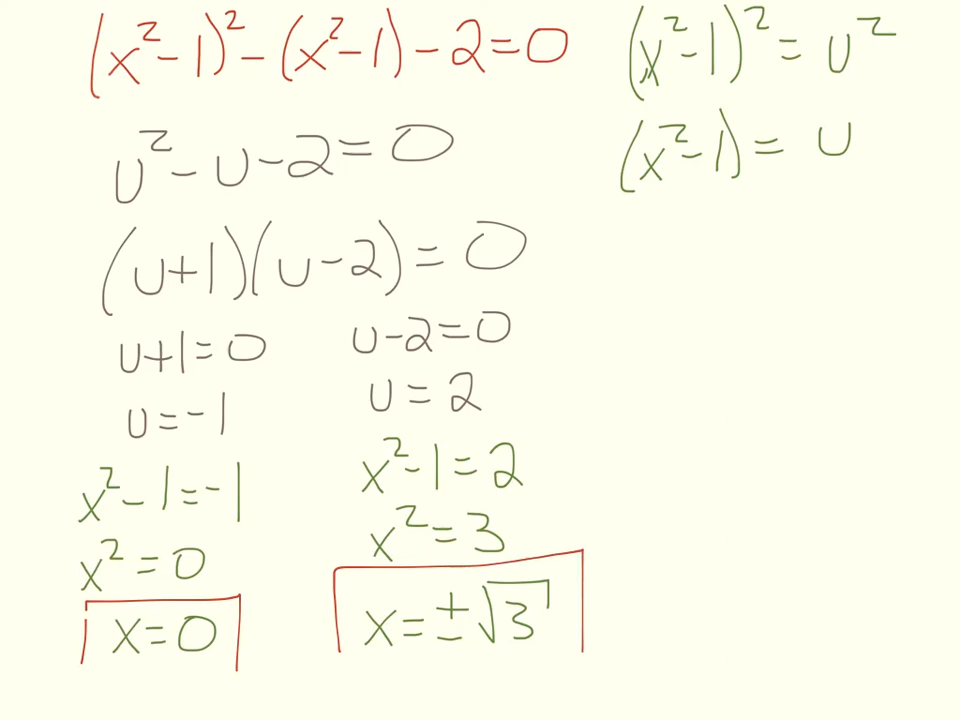 (x²-1)²-(x²-1)-2=0
(x²-1)²=u²
(x²-1)=u
u²-u-2=0
(u+1)(u-2)=0
u+1=0
u=-1
x²-1=-1
x²=0
x=0
u-2=0
u=2
x²-1=2
x²=3
x=±√3